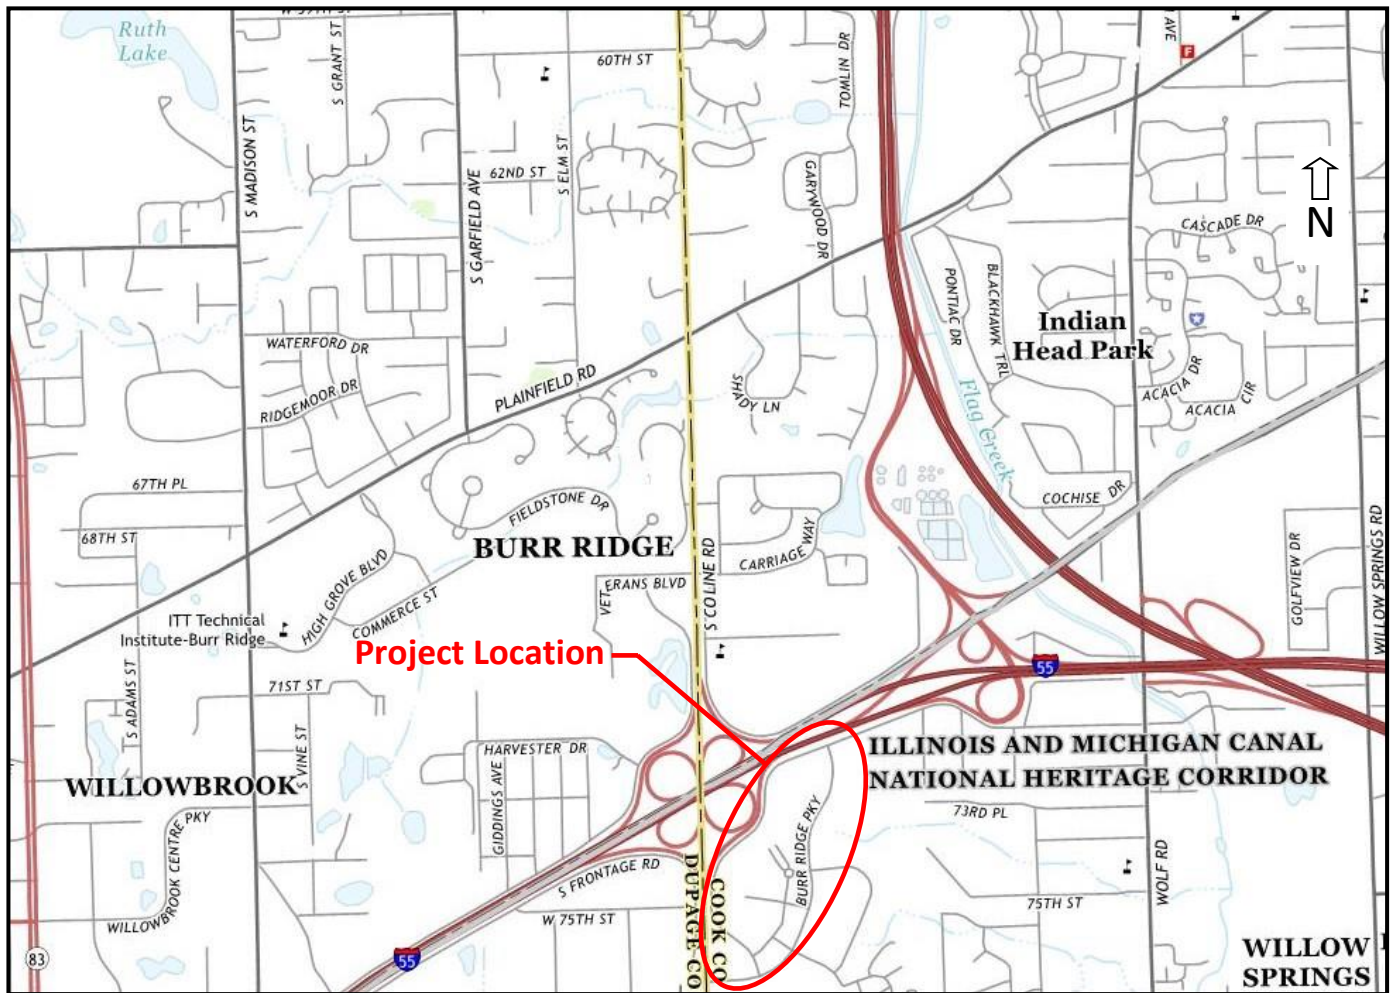 W 59TH ST
Ruth
Lake
S GRANT ST
60TH ST
TOMLIN DR
AVE
F
S MADISON ST
S ELM ST
62ND ST
S GARFIELD AVE
GARYWOOD DR
N
CASCADE DR
PONTIAC DR
BLACKHAWK TRL
Indian
Head Park
WATERFORD DR
RIDGEMOOR DR
PLAINFIELD RD
SHADY LN
ACACIA DR
ACACIA CIR
Flag Creek
67TH PL
FIELDSTONE DR
COCHISE DR
68TH ST
BURR RIDGE
S CO LINE RD
CARRIAGE WAY
GOLFVIEW DR
WILLOW SPRINGS RD
HIGH GROVE BLVD
VETERANS BLVD
COMMERCE ST
ITT Technical
Institute-Burr Ridge
Project Location
55
S ADAMS ST
71ST ST
S VINE ST
HARVESTER DR
GIDDINGS AVE
ILLINOIS AND MICHIGAN CANAL
NATIONAL HERITAGE CORRIDOR
WILLOWBROOK
WILLOWBROOK CENTRE PKY
BURR RIDGE PKY
73RD PL
WOLF RD
S FRONTAGE RD
DUPAGE CO
COOK CO
75TH ST
W 75TH ST
WILLOW
SPRINGS
83
55